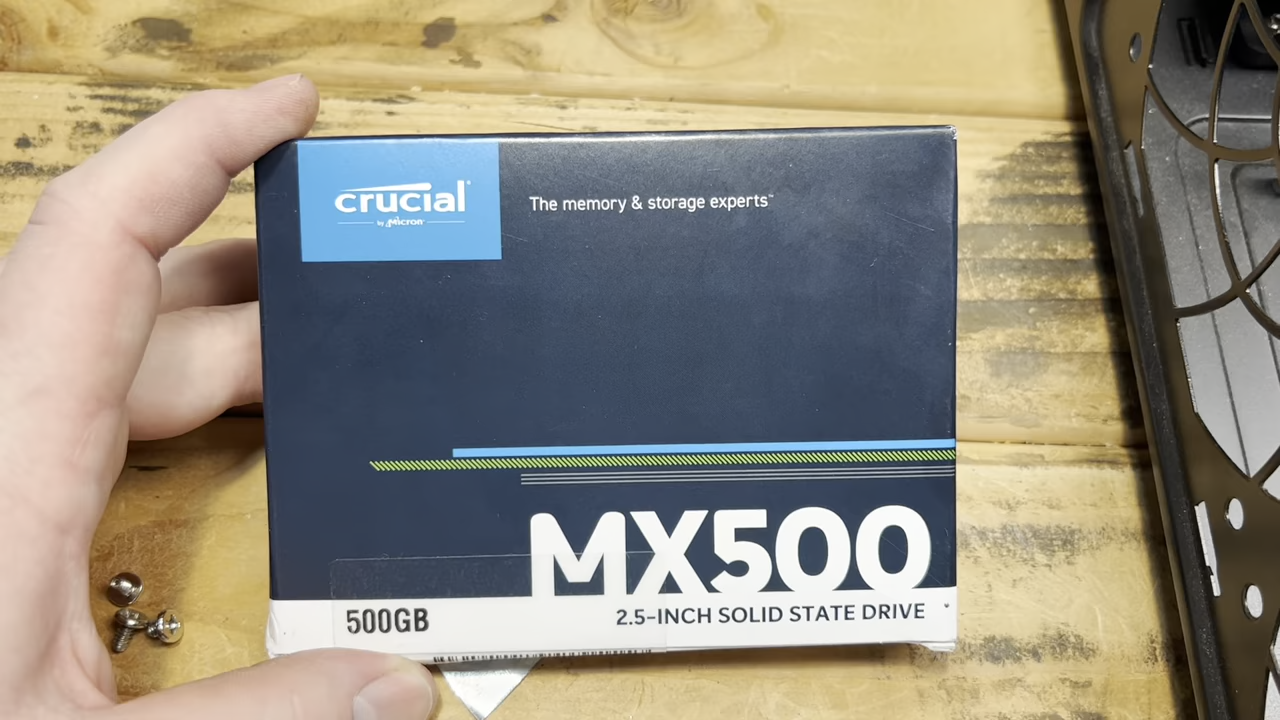 crucial
by Micron
The memory & storage experts™
MX500
500GB
2.5-INCH SOLID STATE DRIVE